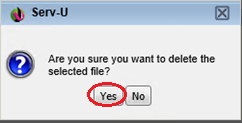 Serv-U
Are you sure you want to delete the
selected file?
Yes No